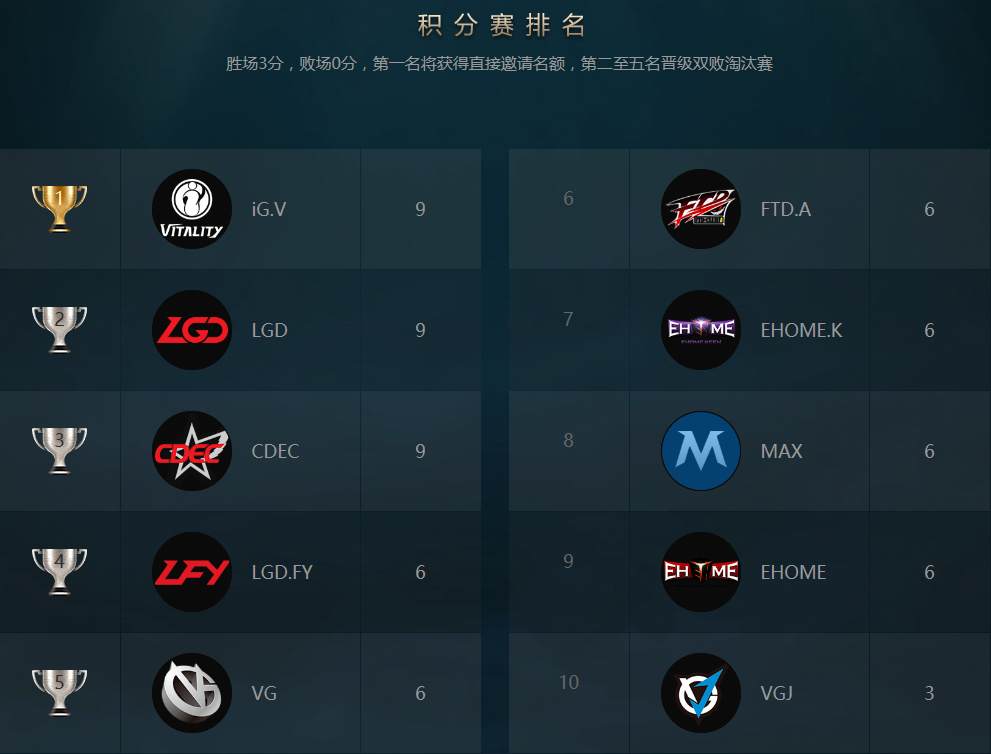 积分赛排名
胜场3分，败场0分，第一名将获得直接邀请名额，第二至五名晋级双败淘汰赛
1 VITALITY iG.V 9
2 LGD LGD 9
3 CDEC CDEC 9
4 LFY LGD.FY 6
5 VG VG 6
6 FTD FTD.A 6
7 EHOME EHOME.K 6
8 M MAX 6
9 EHOME EHOME 6
10 VGJ 3